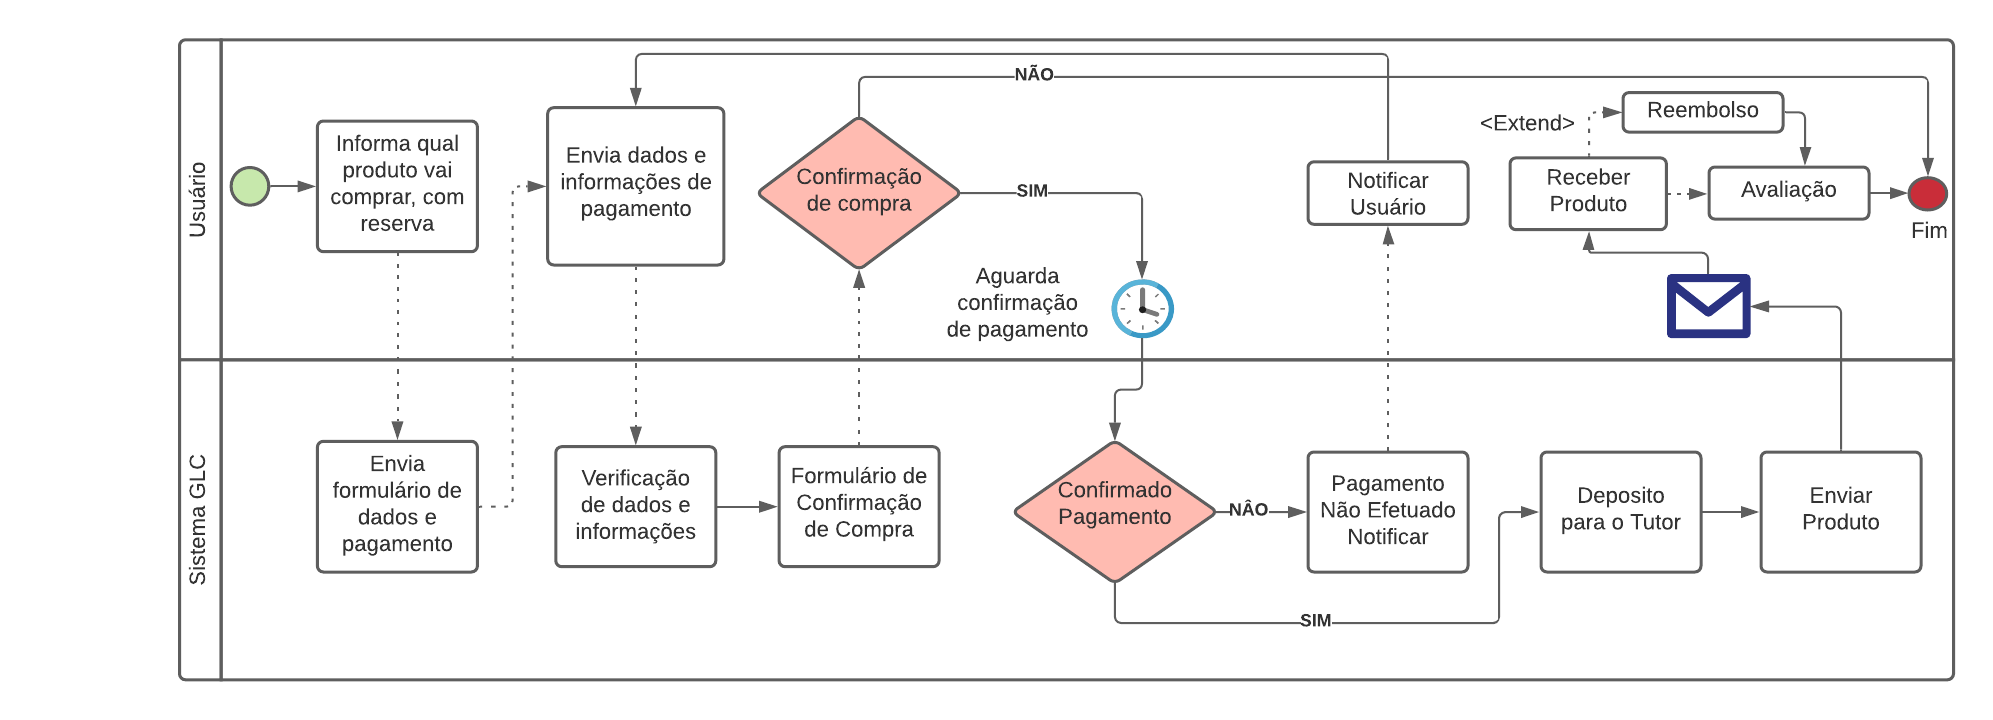 Usuário
Informa qual
produto vai
comprar, com
reserva
Envia dados e
informações de
pagamento
Confirmação
de compra
NÃO
SIM
Aguarda
confirmação
de pagamento
Notificar
Usuário
<Extend>
Reembolso
Receber
Produto
Avaliação
Fim
Sistema GLC
Envia
formulário de
dados e
pagamento
Verificação
de dados e
informações
Formulário de
Confirmação
de Compra
Confirmado
Pagamento
NÂO
SIM
Pagamento
Não Efetuado
Notificar
Deposito
para o Tutor
Enviar
Produto